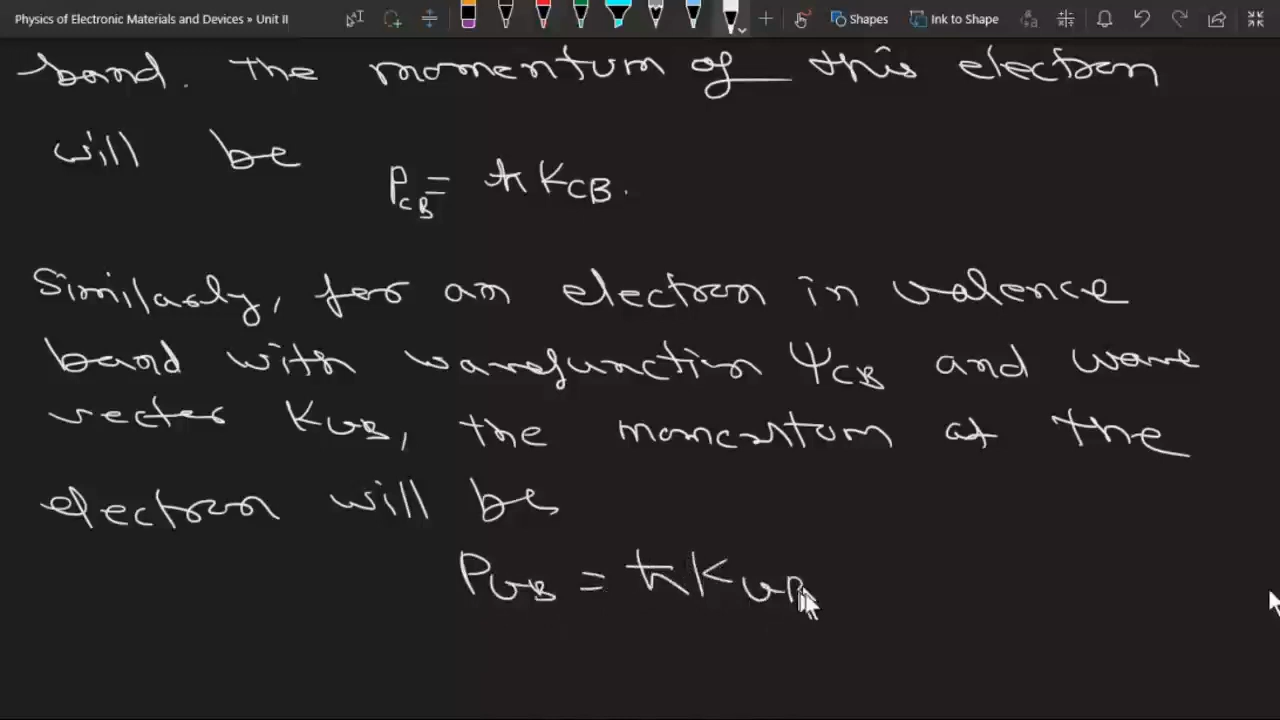 Physics of Electronic Materials and Devices » Unit II
Shapes
Ink to Shape
band. The momentum of this electron
will be
P_CB = ħ K_CB.
Similarly, for an electron in valence
band with wavefunction Ψ_CB and wave
vector K_VB, the momentum of the
electron will be
P_VB = ħ K_VB